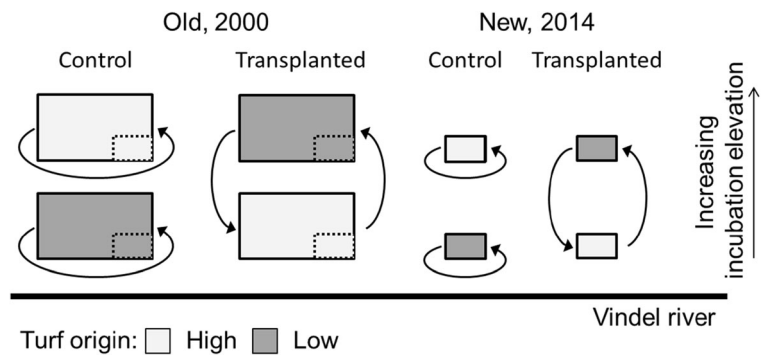 Old, 2000
New, 2014
Control
Transplanted
Control
Transplanted
Increasing
incubation elevation
Vindel river
Turf origin: High Low